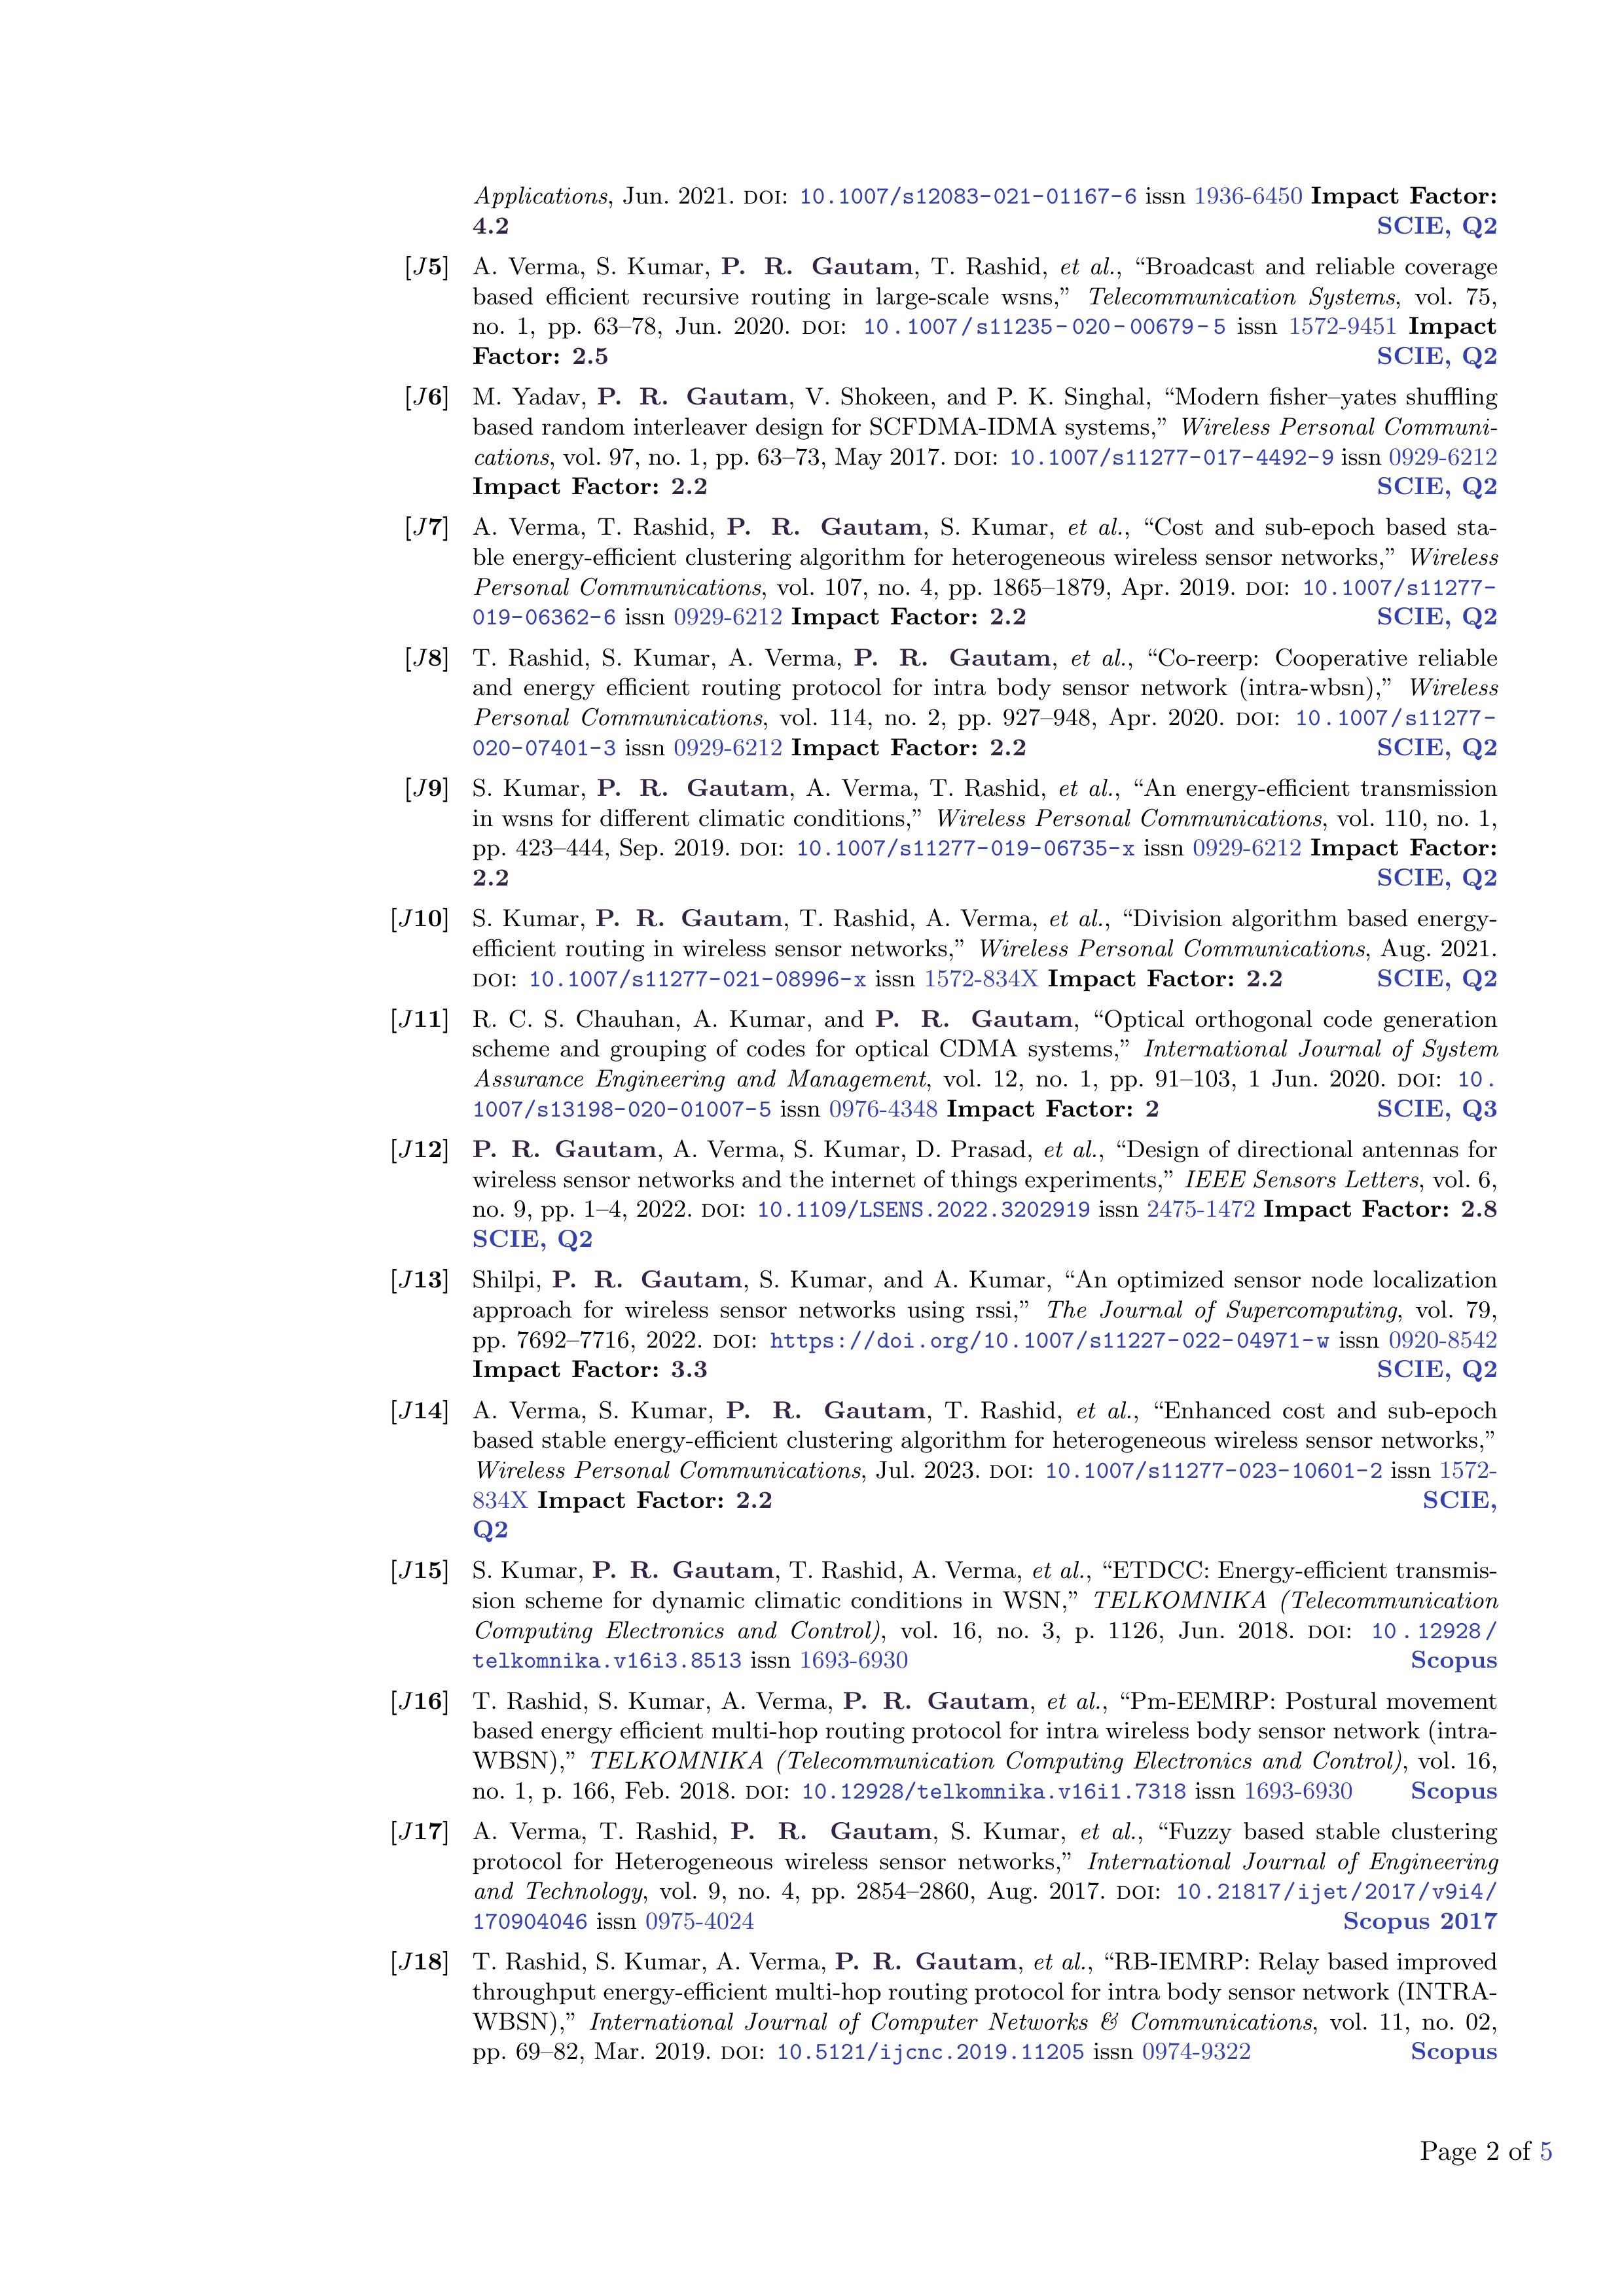 Applications, Jun. 2021. DOI: 10.1007/s12083-021-01167-6 issn 1936-6450 Impact Factor:
4.2 SCIE, Q2
[J5] A. Verma, S. Kumar, P. R. Gautam, T. Rashid, et al., “Broadcast and reliable coverage
based efficient recursive routing in large-scale wsns,” Telecommunication Systems, vol. 75,
no. 1, pp. 63–78, Jun. 2020. DOI: 10.1007/s11235-020-00679-5 issn 1572-9451 Impact
Factor: 2.5 SCIE, Q2
[J6] M. Yadav, P. R. Gautam, V. Shokeen, and P. K. Singhal, “Modern fisher–yates shuffling
based random interleaver design for SCFDMA-IDMA systems,” Wireless Personal Communi-
cations, vol. 97, no. 1, pp. 63–73, May 2017. DOI: 10.1007/s11277-017-4492-9 issn 0929-6212
Impact Factor: 2.2 SCIE, Q2
[J7] A. Verma, T. Rashid, P. R. Gautam, S. Kumar, et al., “Cost and sub-epoch based sta-
ble energy-efficient clustering algorithm for heterogeneous wireless sensor networks,” Wireless
Personal Communications, vol. 107, no. 4, pp. 1865–1879, Apr. 2019. DOI: 10.1007/s11277-
019-06362-6 issn 0929-6212 Impact Factor: 2.2 SCIE, Q2
[J8] T. Rashid, S. Kumar, A. Verma, P. R. Gautam, et al., “Co-reerp: Cooperative reliable
and energy efficient routing protocol for intra body sensor network (intra-wbsn),” Wireless
Personal Communications, vol. 114, no. 2, pp. 927–948, Apr. 2020. DOI: 10.1007/s11277-
020-07401-3 issn 0929-6212 Impact Factor: 2.2 SCIE, Q2
[J9] S. Kumar, P. R. Gautam, A. Verma, T. Rashid, et al., “An energy-efficient transmission
in wsns for different climatic conditions,” Wireless Personal Communications, vol. 110, no. 1,
pp. 423–444, Sep. 2019. DOI: 10.1007/s11277-019-06735-x issn 0929-6212 Impact Factor:
2.2 SCIE, Q2
[J10] S. Kumar, P. R. Gautam, T. Rashid, A. Verma, et al., “Division algorithm based energy-
efficient routing in wireless sensor networks,” Wireless Personal Communications, Aug. 2021.
DOI: 10.1007/s11277-021-08996-x issn 1572-834X Impact Factor: 2.2 SCIE, Q2
[J11] R. C. S. Chauhan, A. Kumar, and P. R. Gautam, “Optical orthogonal code generation
scheme and grouping of codes for optical CDMA systems,” International Journal of System
Assurance Engineering and Management, vol. 12, no. 1, pp. 91–103, 1 Jun. 2020. DOI: 10.
1007/s13198-020-01007-5 issn 0976-4348 Impact Factor: 2 SCIE, Q3
[J12] P. R. Gautam, A. Verma, S. Kumar, D. Prasad, et al., “Design of directional antennas for
wireless sensor networks and the internet of things experiments,” IEEE Sensors Letters, vol. 6,
no. 9, pp. 1–4, 2022. DOI: 10.1109/LSENS.2022.3202919 issn 2475-1472 Impact Factor: 2.8
SCIE, Q2
[J13] Shilpi, P. R. Gautam, S. Kumar, and A. Kumar, “An optimized sensor node localization
approach for wireless sensor networks using rssi,” The Journal of Supercomputing, vol. 79,
pp. 7692–7716, 2022. DOI: https://doi.org/10.1007/s11227-022-04971-w issn 0920-8542
Impact Factor: 3.3 SCIE, Q2
[J14] A. Verma, S. Kumar, P. R. Gautam, T. Rashid, et al., “Enhanced cost and sub-epoch
based stable energy-efficient clustering algorithm for heterogeneous wireless sensor networks,”
Wireless Personal Communications, Jul. 2023. DOI: 10.1007/s11277-023-10601-2 issn 1572-
834X Impact Factor: 2.2 SCIE,
Q2
[J15] S. Kumar, P. R. Gautam, T. Rashid, A. Verma, et al., “ETDCC: Energy-efficient transmis-
sion scheme for dynamic climatic conditions in WSN,” TELKOMNIKA (Telecommunication
Computing Electronics and Control), vol. 16, no. 3, p. 1126, Jun. 2018. DOI: 10.12928/
telkomnika.v16i3.8513 issn 1693-6930 Scopus
[J16] T. Rashid, S. Kumar, A. Verma, P. R. Gautam, et al., “Pm-EEMRP: Postural movement
based energy efficient multi-hop routing protocol for intra wireless body sensor network (intra-
WBSN),” TELKOMNIKA (Telecommunication Computing Electronics and Control), vol. 16,
no. 1, p. 166, Feb. 2018. DOI: 10.12928/telkomnika.v16i1.7318 issn 1693-6930 Scopus
[J17] A. Verma, T. Rashid, P. R. Gautam, S. Kumar, et al., “Fuzzy based stable clustering
protocol for Heterogeneous wireless sensor networks,” International Journal of Engineering
and Technology, vol. 9, no. 4, pp. 2854–2860, Aug. 2017. DOI: 10.21817/ijet/2017/v9i4/
170904046 issn 0975-4024 Scopus 2017
[J18] T. Rashid, S. Kumar, A. Verma, P. R. Gautam, et al., “RB-IEMRP: Relay based improved
throughput energy-efficient multi-hop routing protocol for intra body sensor network (INTRA-
WBSN),” International Journal of Computer Networks & Communications, vol. 11, no. 02,
pp. 69–82, Mar. 2019. DOI: 10.5121/ijcnc.2019.11205 issn 0974-9322 Scopus
Page 2 of 5